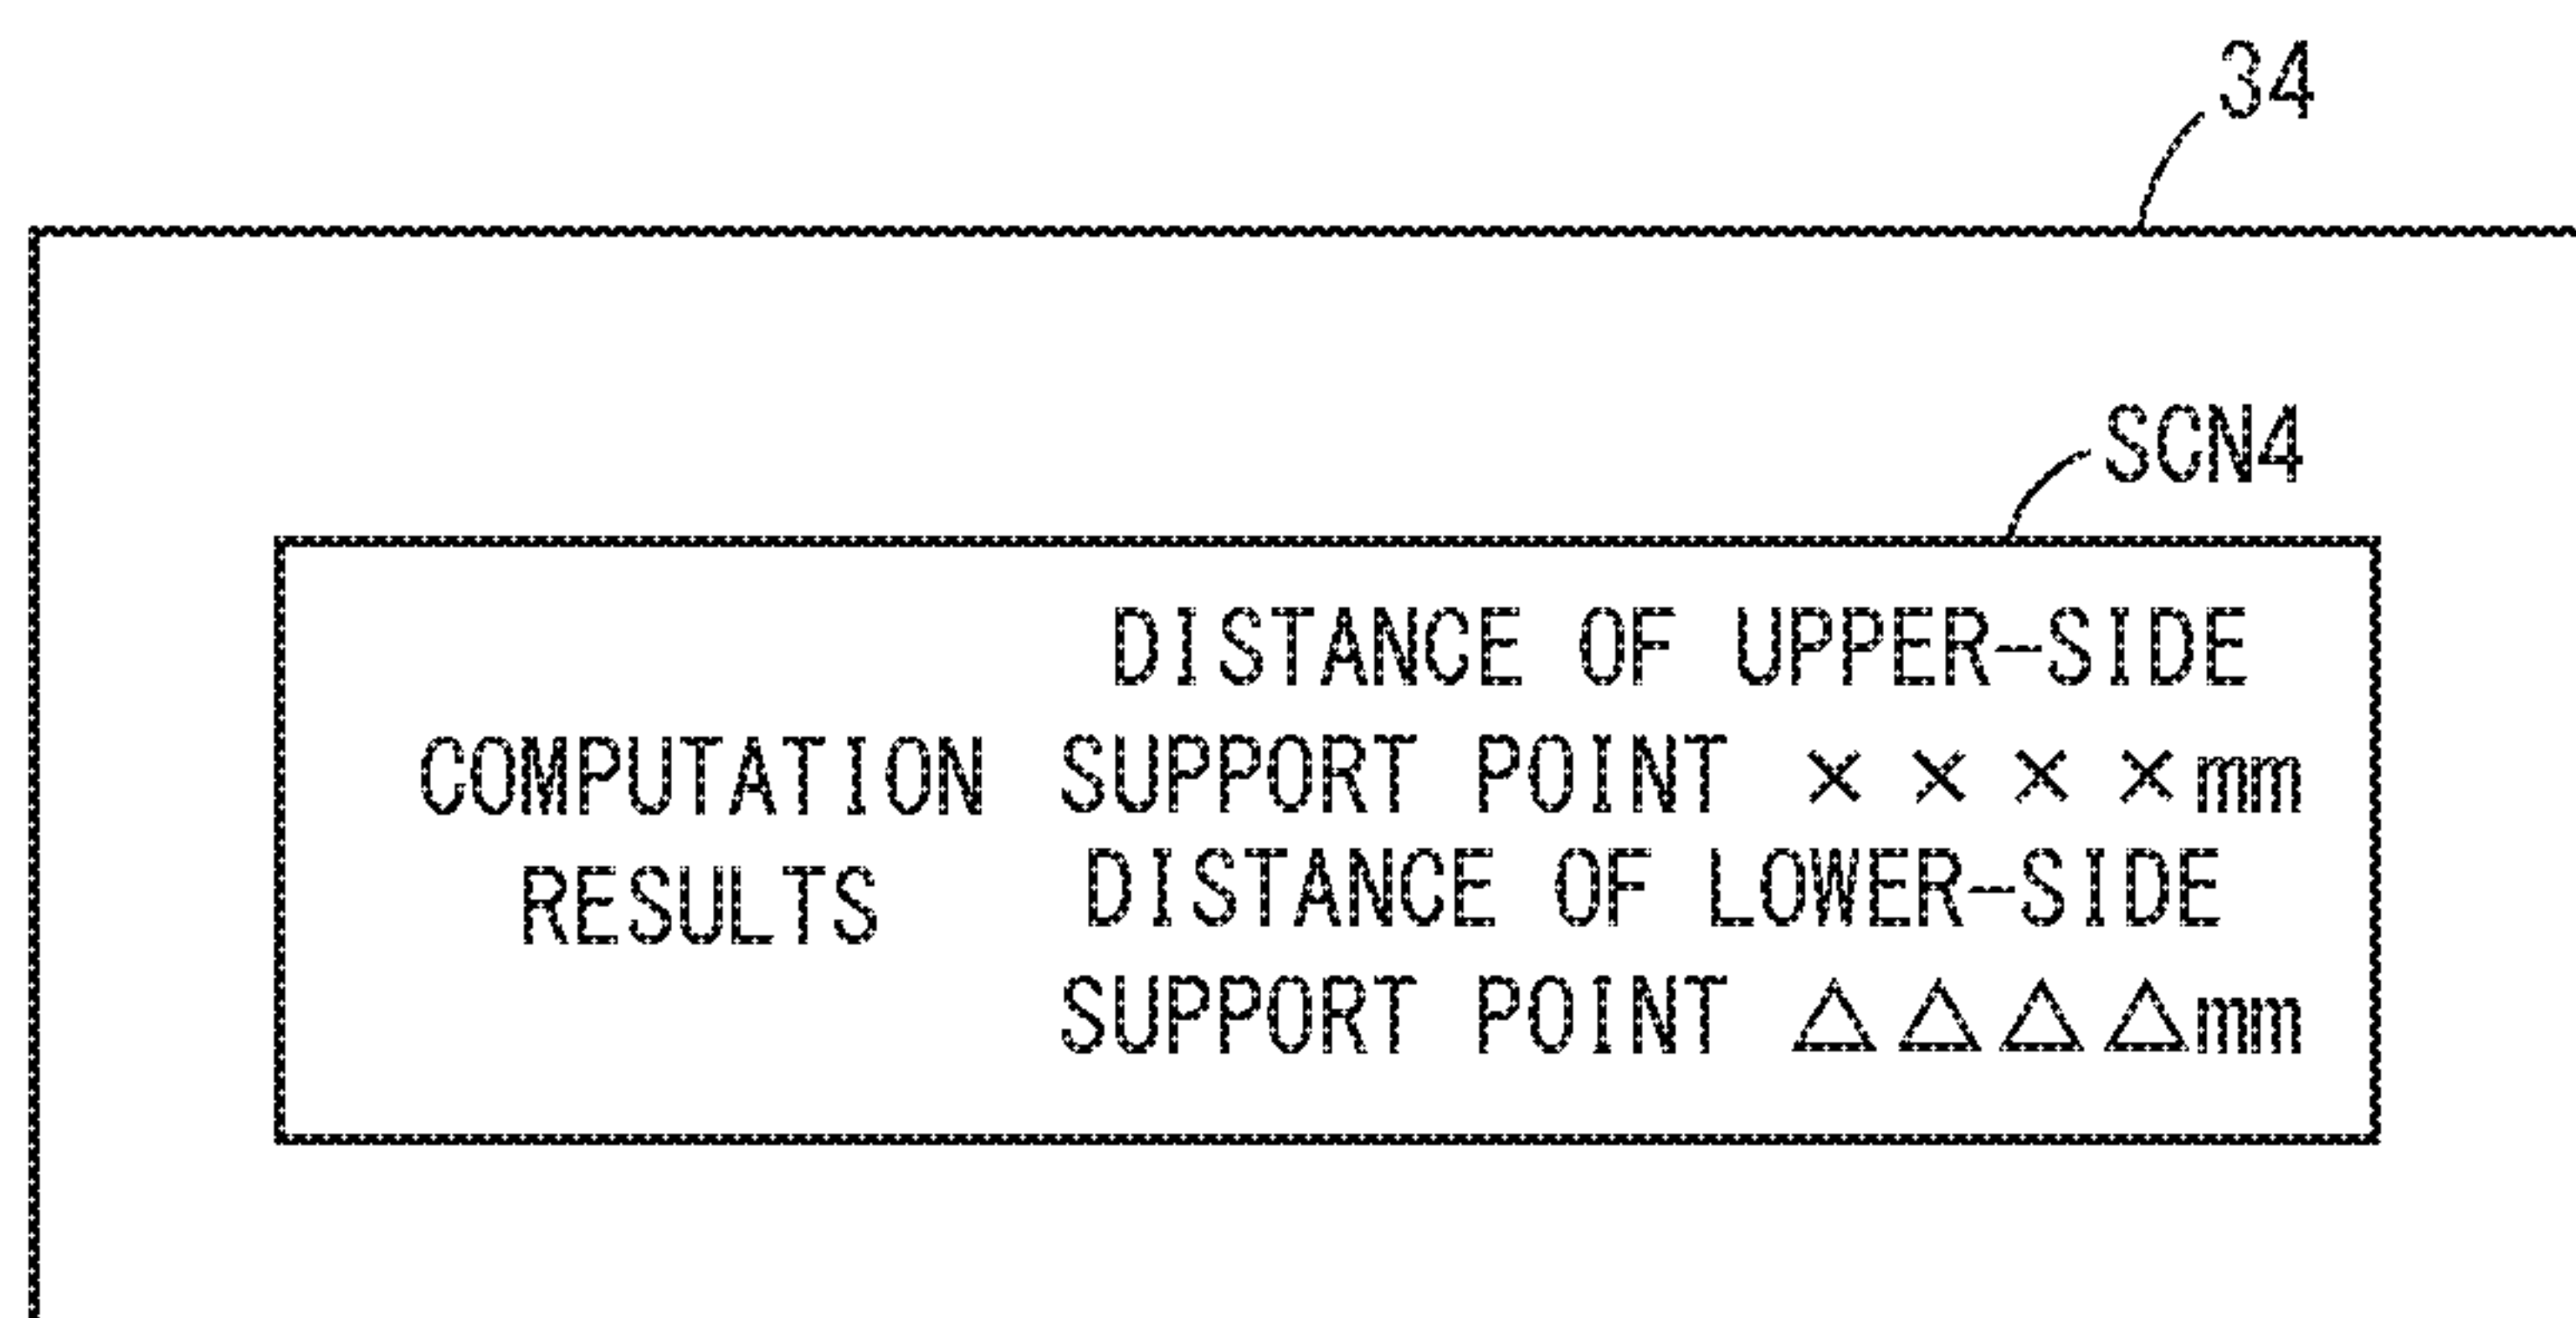 34
SCN4
DISTANCE OF UPPER-SIDE
COMPUTATION SUPPORT POINT ××××mm
DISTANCE OF LOWER-SIDE
RESULTS
SUPPORT POINT △△△△mm